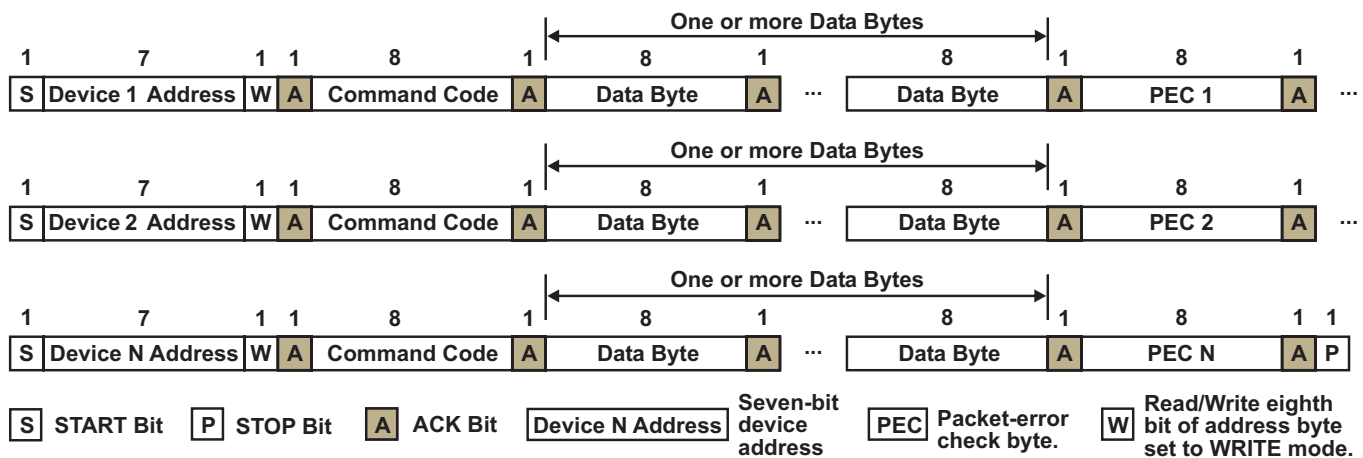 One or more Data Bytes
1 7 1 1 8 1 8 1 8 1 8 1
S Device 1 Address W A Command Code A Data Byte A ... Data Byte A PEC 1 A ...
One or more Data Bytes
1 7 1 1 8 1 8 1 8 1 8 1
S Device 2 Address W A Command Code A Data Byte A ... Data Byte A PEC 2 A ...
One or more Data Bytes
1 7 1 1 8 1 8 1 8 1 8 1 1
S Device N Address W A Command Code A Data Byte A ... Data Byte A PEC N A P
S START Bit
P STOP Bit
A ACK Bit
Device N Address
Seven-bit
device
address
PEC
Packet-error
check byte.
W
Read/Write eighth
bit of address byte
set to WRITE mode.